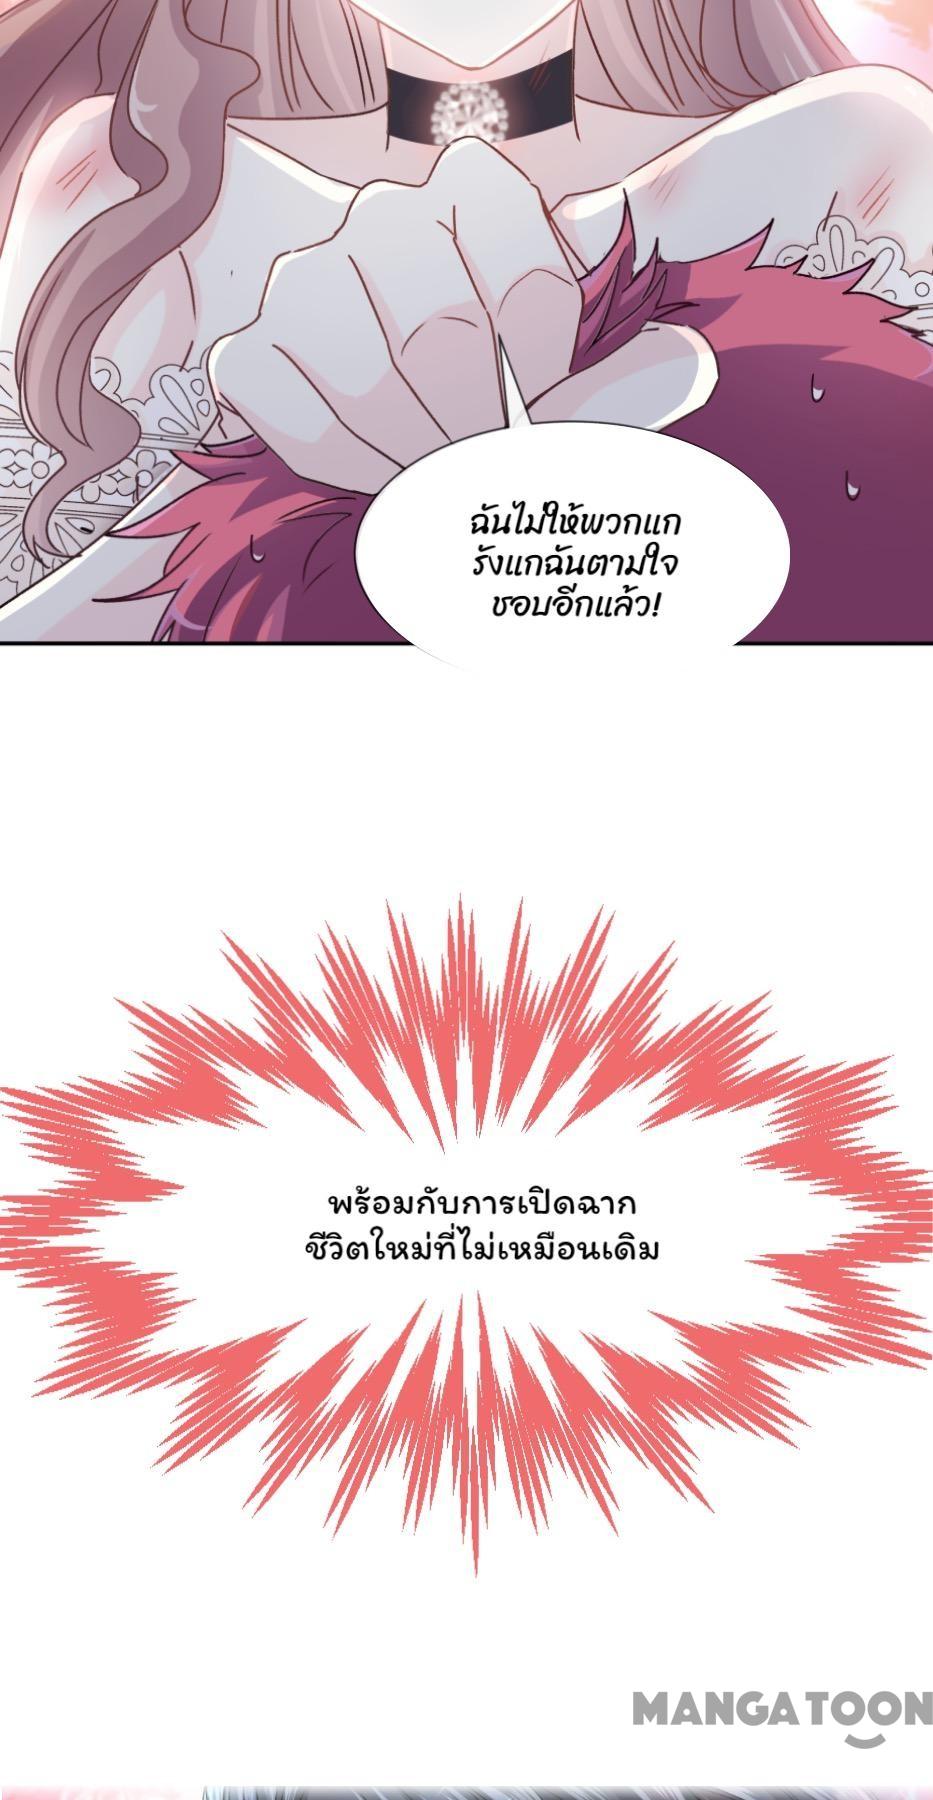 ฉันไม่ให้พวกแก
รังแกฉันตามใจ
ชอบอีกแล้ว!
พร้อมกับการเปิดฉาก
ชีวิตใหม่ที่ไม่เหมือนเดิม
MANGATOON